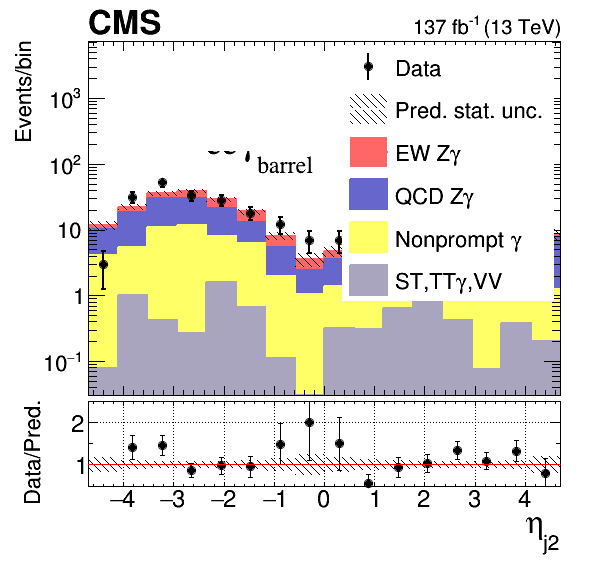 CMS
137 fb⁻¹ (13 TeV)
Events/bin
10³
10²
10
1
10⁻¹
Data
Pred. stat. unc.
EW Zγ
QCD Zγ
Nonprompt γ
ST,TTγ,VV
barrel
Data/Pred.
2
1
−4 −3 −2 −1 0 1 2 3 4
η_j2